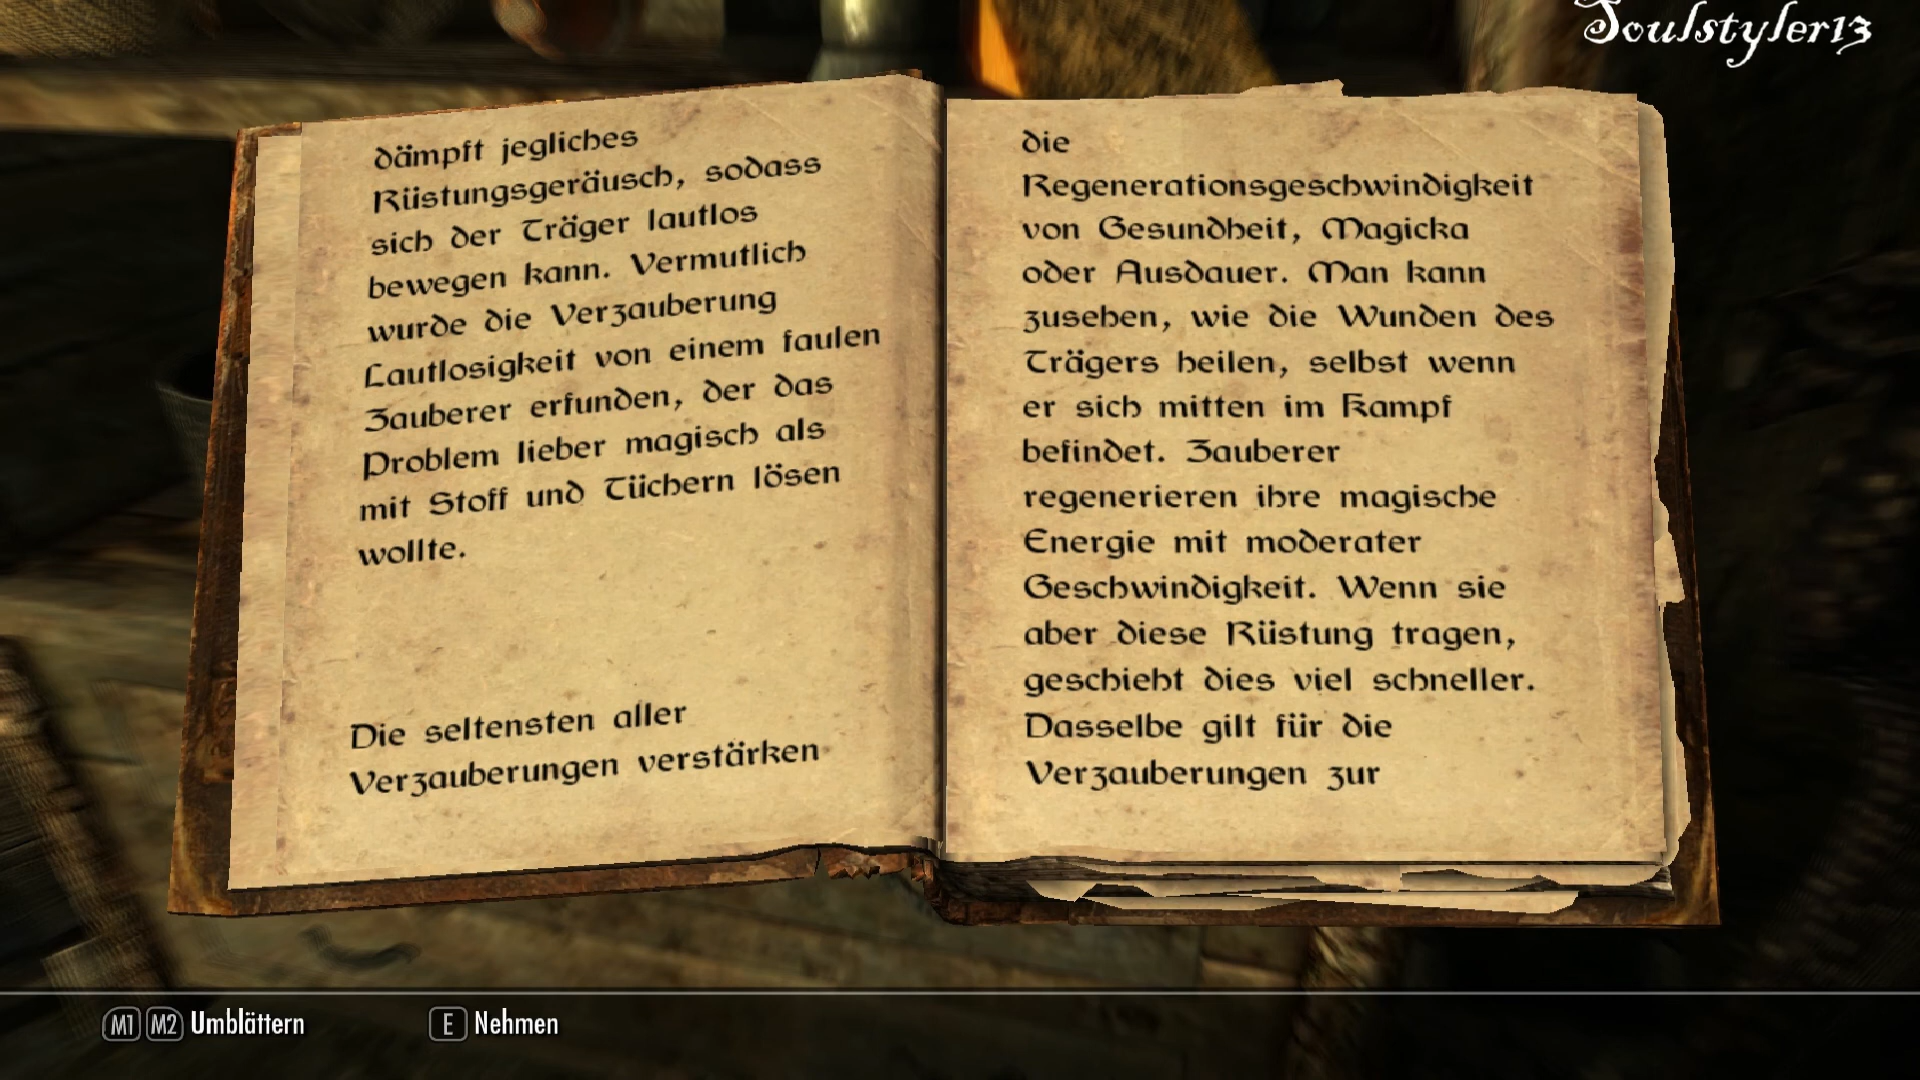 Soulstyler13
dämpft jegliches
Rüstungsgeräusch, sodass
sich der Träger lautlos
bewegen kann. Vermutlich
wurde die Verzauberung
Lautlosigkeit von einem faulen
Zauberer erfunden, der das
Problem lieber magisch als
mit Stoff und Tüchern lösen
wollte.
Die seltensten aller
Verzauberungen verstärken
die
Regenerationsgeschwindigkeit
von Gesundheit, Magicka
oder Ausdauer. Man kann
zusehen, wie die Wunden des
Trägers heilen, selbst wenn
er sich mitten im Kampf
befindet. Zauberer
regenerieren ihre magische
Energie mit moderater
Geschwindigkeit. Wenn sie
aber diese Rüstung tragen,
geschieht dies viel schneller.
Dasselbe gilt für die
Verzauberungen zur
M1 M2 Umblättern E Nehmen